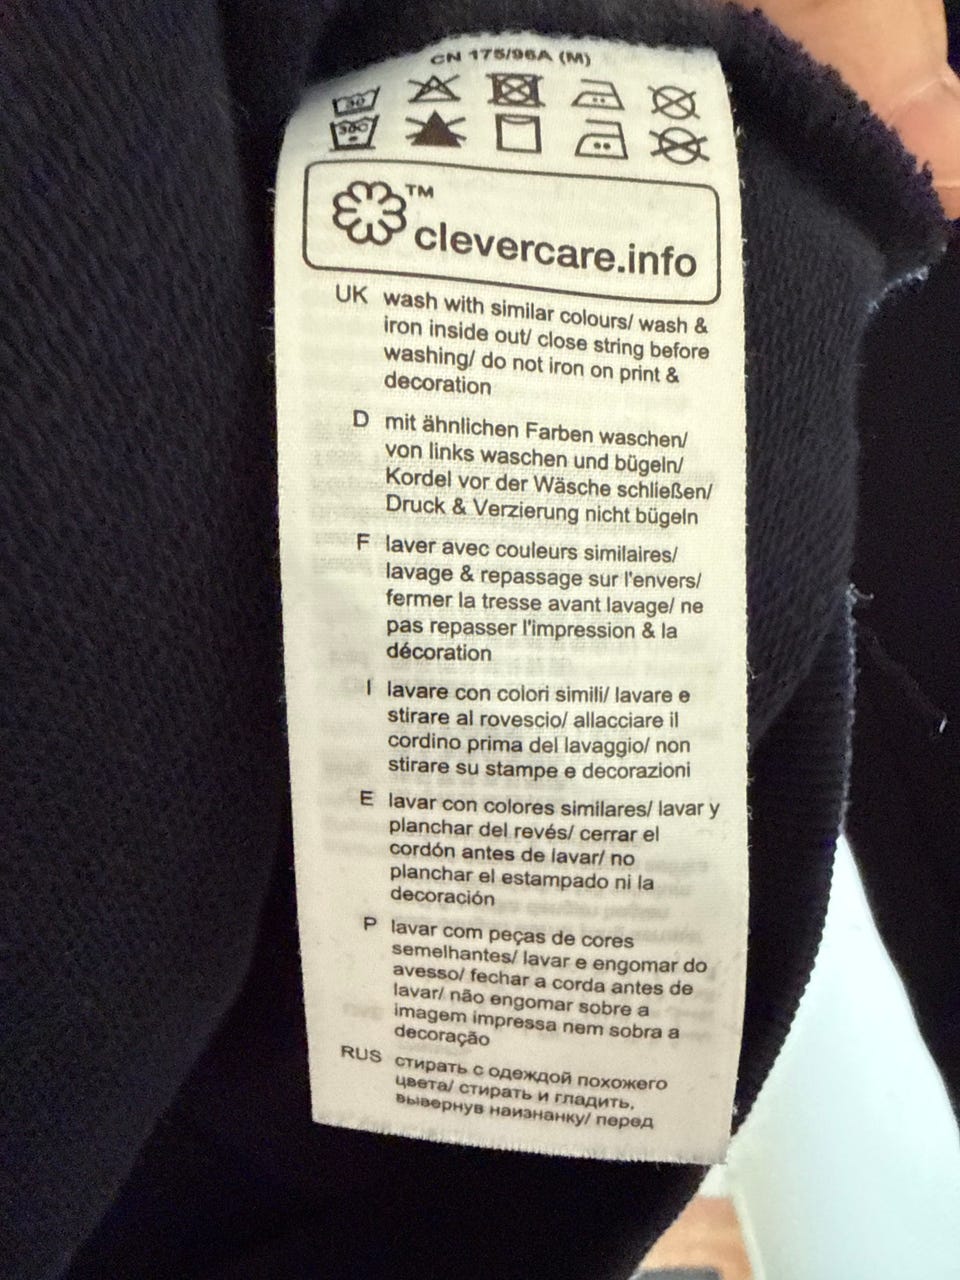 CN 175/96A (M)
30
30C
™
clevercare.info
UK wash with similar colours/ wash &
iron inside out/ close string before
washing/ do not iron on print &
decoration
D mit ähnlichen Farben waschen/
von links waschen und bügeln/
Kordel vor der Wäsche schließen/
Druck & Verzierung nicht bügeln
F laver avec couleurs similaires/
lavage & repassage sur l'envers/
fermer la tresse avant lavage/ ne
pas repasser l'impression & la
décoration
I lavare con colori simili/ lavare e
stirare al rovescio/ allacciare il
cordino prima del lavaggio/ non
stirare su stampe e decorazioni
E lavar con colores similares/ lavar y
planchar del revés/ cerrar el
cordón antes de lavar/ no
planchar el estampado ni la
decoración
P lavar com peças de cores
semelhantes/ lavar e engomar do
avesso/ fechar a corda antes de
lavar/ não engomar sobre a
imagem impressa nem sobra a
decoração
RUS стирать с одеждой похожего
цвета/ стирать и гладить,
вывернув наизнанку/ перед